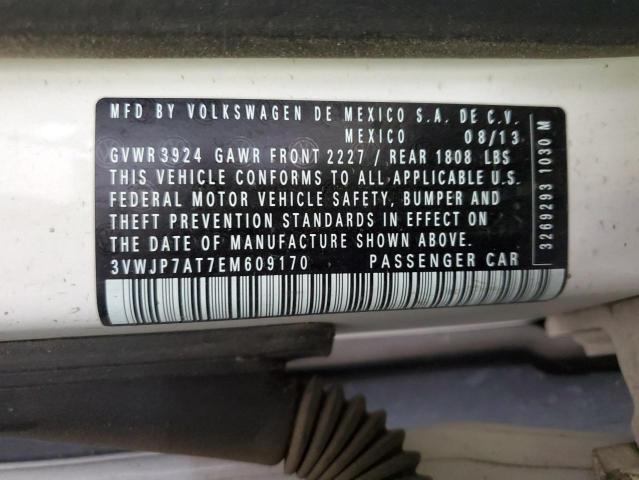 MFD BY VOLKSWAGEN DE MEXICO S.A. DE C.V.
MEXICO 08/13
GVWR3924 GAWR FRONT 2227 / REAR 1808 LBS
THIS VEHICLE CONFORMS TO ALL APPLICABLE U.S.
FEDERAL MOTOR VEHICLE SAFETY, BUMPER AND
THEFT PREVENTION STANDARDS IN EFFECT ON
THE DATE OF MANUFACTURE SHOWN ABOVE.
3VWJP7AT7EM609170 PASSENGER CAR
3269293 1030 M